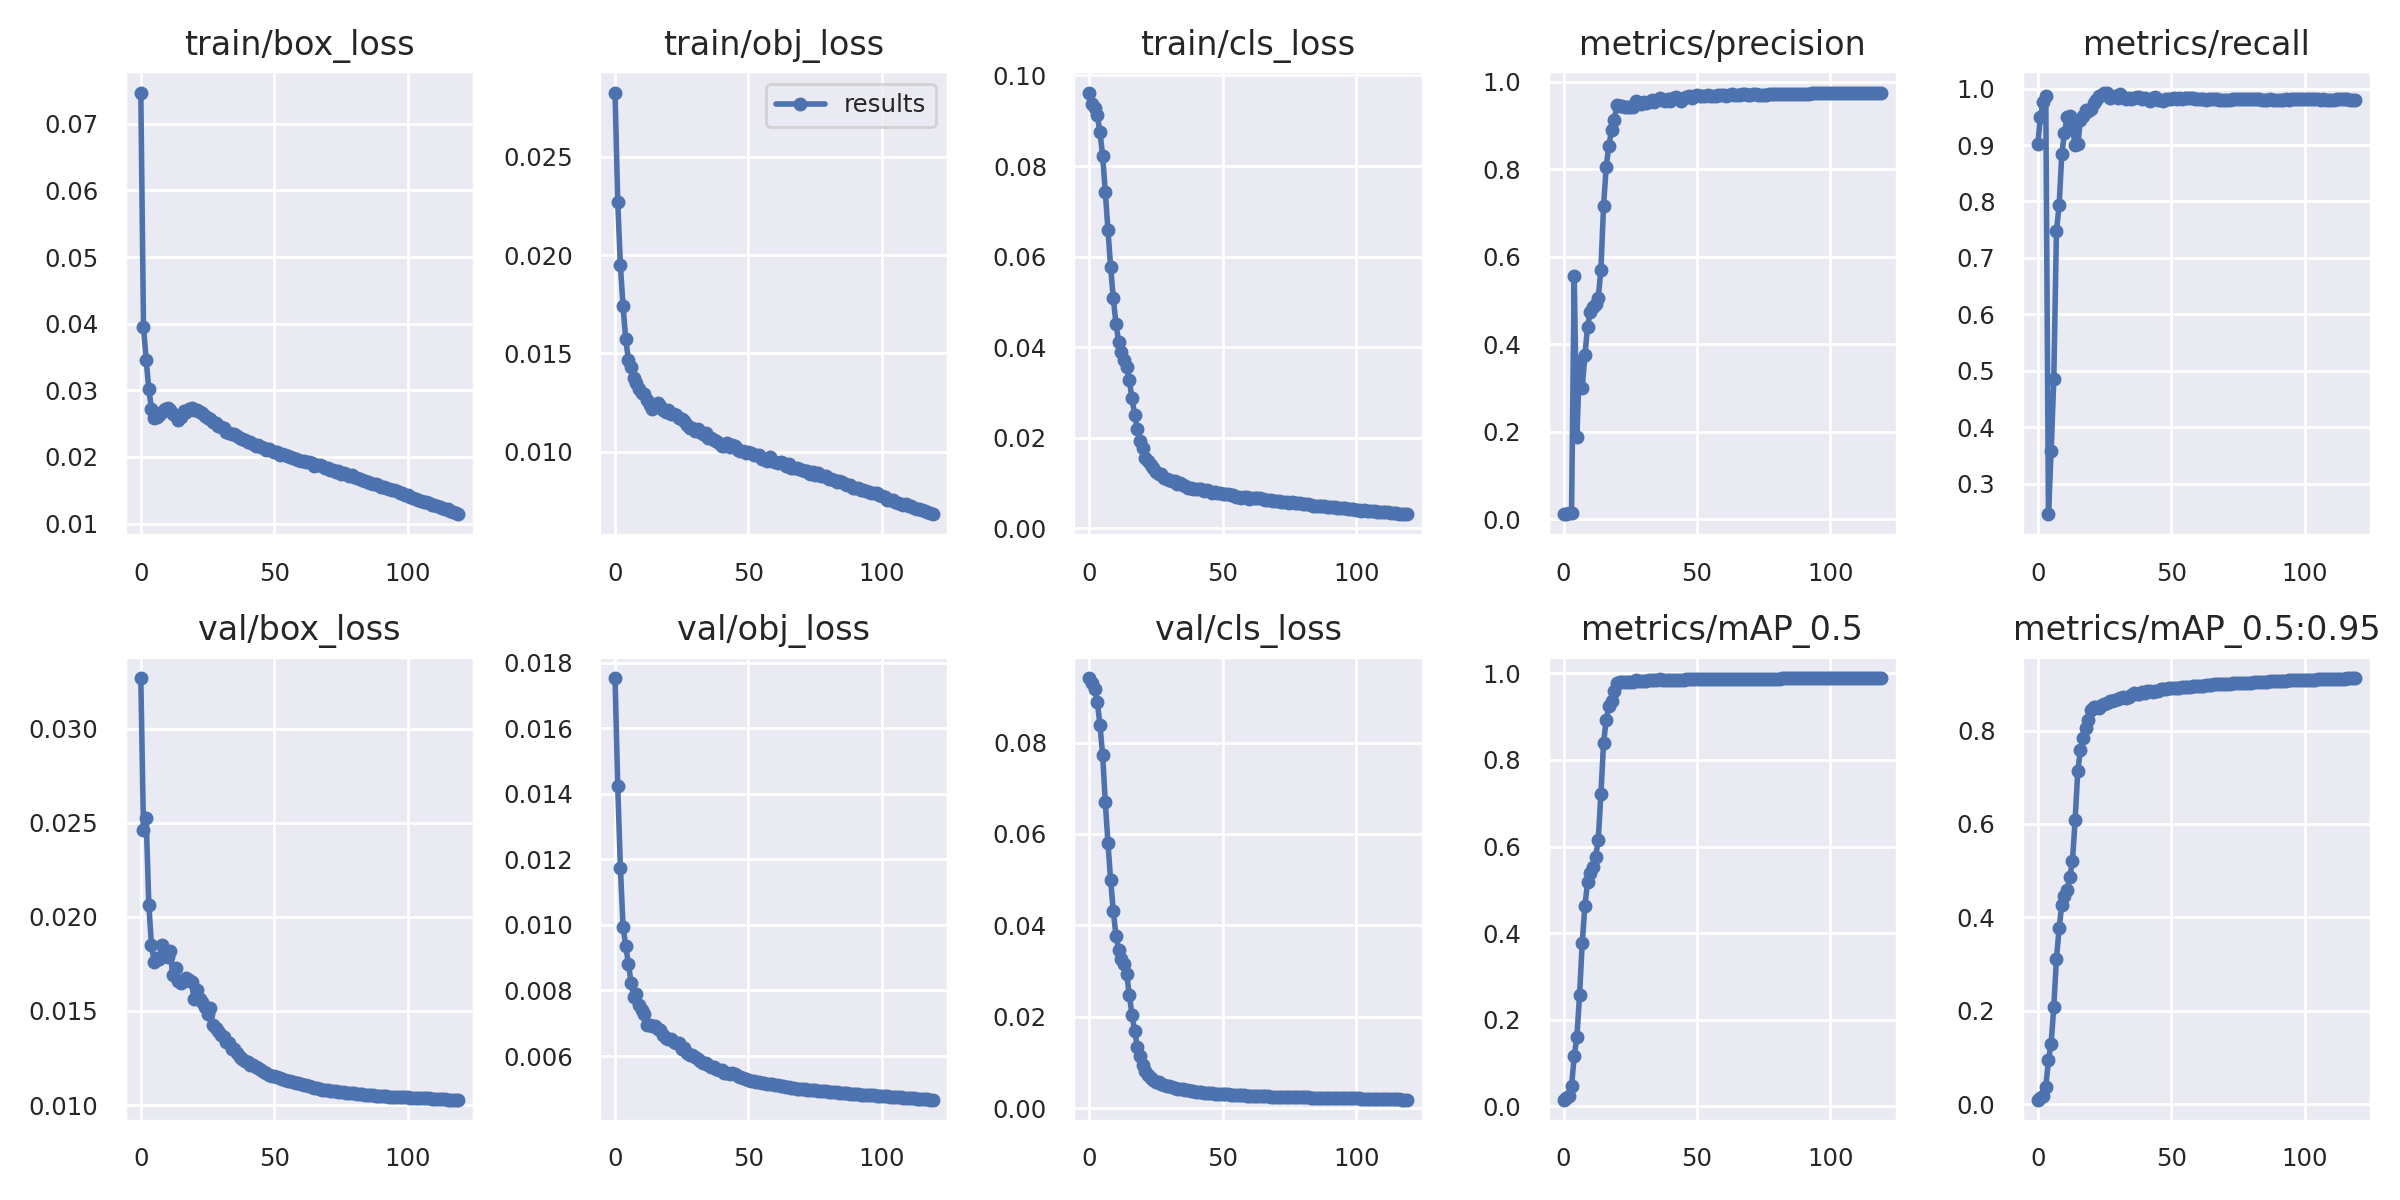 train/box_loss
train/obj_loss
train/cls_loss
metrics/precision
metrics/recall
0.07
0.06
0.05
0.04
0.03
0.02
0.01
0 50 100
results
0.025
0.020
0.015
0.010
0 50 100
0.10
0.08
0.06
0.04
0.02
0.00
0 50 100
1.0
0.8
0.6
0.4
0.2
0.0
0 50 100
1.0
0.9
0.8
0.7
0.6
0.5
0.4
0.3
0 50 100
val/box_loss
val/obj_loss
val/cls_loss
metrics/mAP_0.5
metrics/mAP_0.5:0.95
0.030
0.025
0.020
0.015
0.010
0 50 100
0.018
0.016
0.014
0.012
0.010
0.008
0.006
0 50 100
0.08
0.06
0.04
0.02
0.00
0 50 100
1.0
0.8
0.6
0.4
0.2
0.0
0 50 100
0.8
0.6
0.4
0.2
0.0
0 50 100